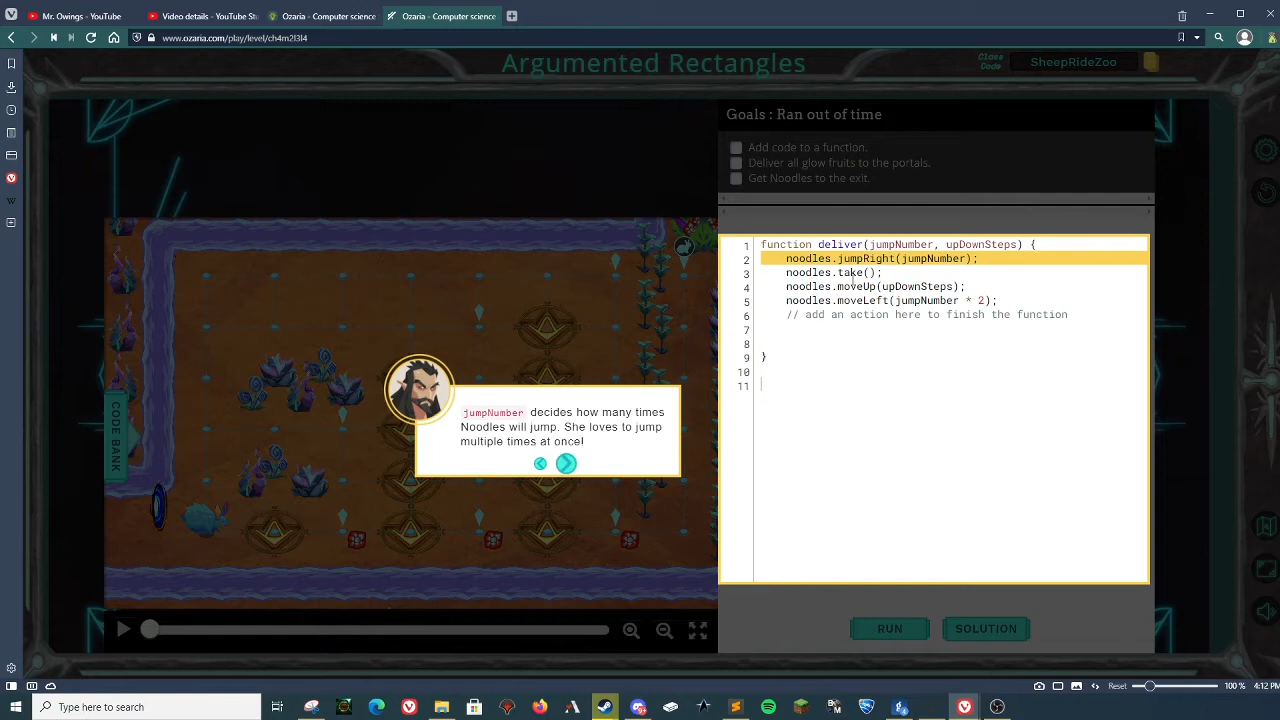 Mr. Owings - YouTube
Video details - YouTube Stu
Ozaria - Computer science
Ozaria - Computer science
www.ozaria.com/play/level/ch4m2l3l4
Argumented Rectangles
Class Code
SheepRideZoo
Goals : Ran out of time
Add code to a function.
Deliver all glow fruits to the portals.
Get Noodles to the exit.
1 function deliver(jumpNumber, upDownSteps) {
2 noodles.jumpRight(jumpNumber);
3 noodles.take();
4 noodles.moveUp(upDownSteps);
5 noodles.moveLeft(jumpNumber * 2);
6 // add an action here to finish the function
7
8
9 }
10
11
CODE BANK
jumpNumber decides how many times
Noodles will jump. She loves to jump
multiple times at once!
RUN
SOLUTION
Reset
100 %
4:12 PM
Type here to search